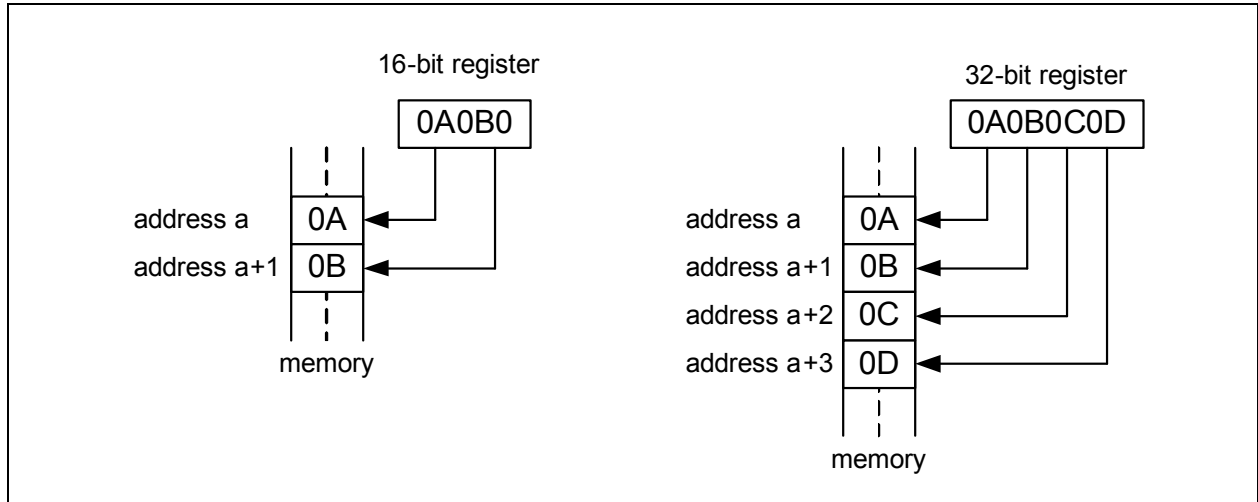 16-bit register
0A0B0
address a
0A
address a+1
0B
memory
32-bit register
0A0B0C0D
address a
0A
address a+1
0B
address a+2
0C
address a+3
0D
memory